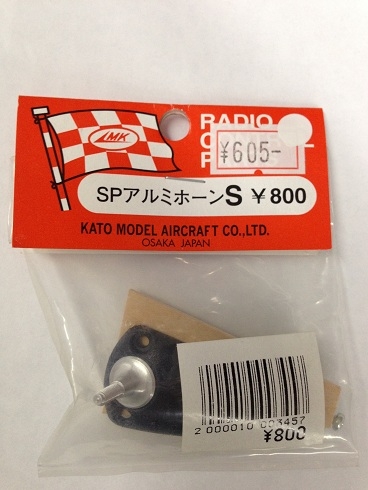 LMK
RADIO
¥605-
SPアルミホーンS ¥800
KATO MODEL AIRCRAFT CO.,LTD.
OSAKA JAPAN
2 000010 003457
¥800